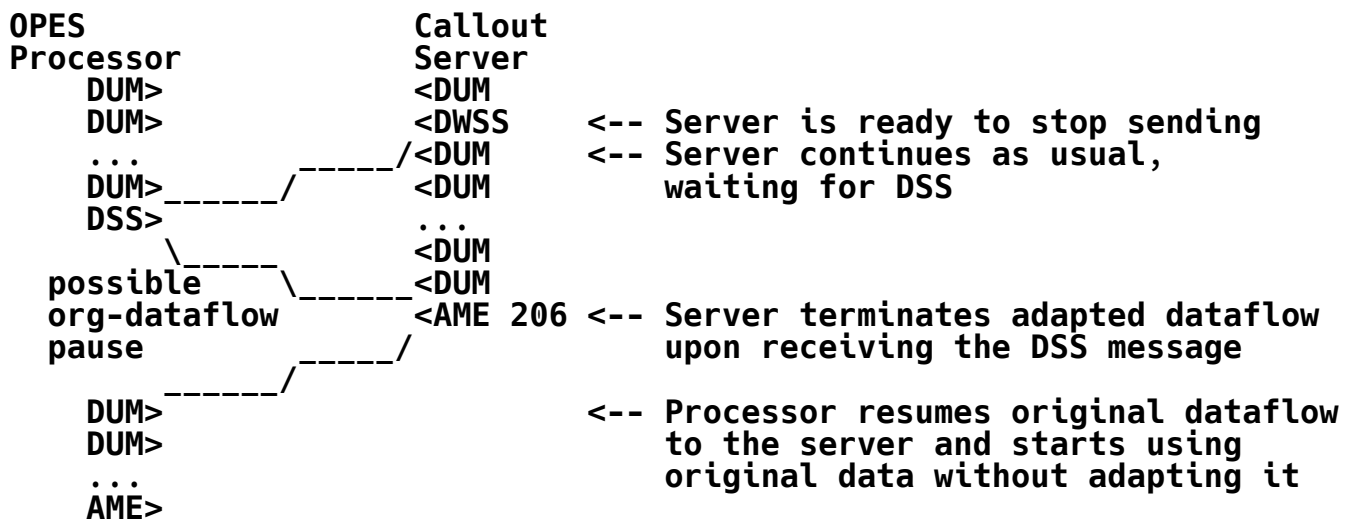 OPES                 Callout
Processor            Server
    DUM>             <DUM
    DUM>             <DWSS    <-- Server is ready to stop sending
    ...        _____/<DUM     <-- Server continues as usual,
    DUM>______/      <DUM         waiting for DSS
    DSS>             ...
        \_____       <DUM
  possible    \______<DUM
  org-dataflow       <AME 206 <-- Server terminates adapted dataflow
  pause        _____/             upon receiving the DSS message
        ______/
    DUM>                      <-- Processor resumes original dataflow
    DUM>                          to the server and starts using
    ...                           original data without adapting it
    AME>